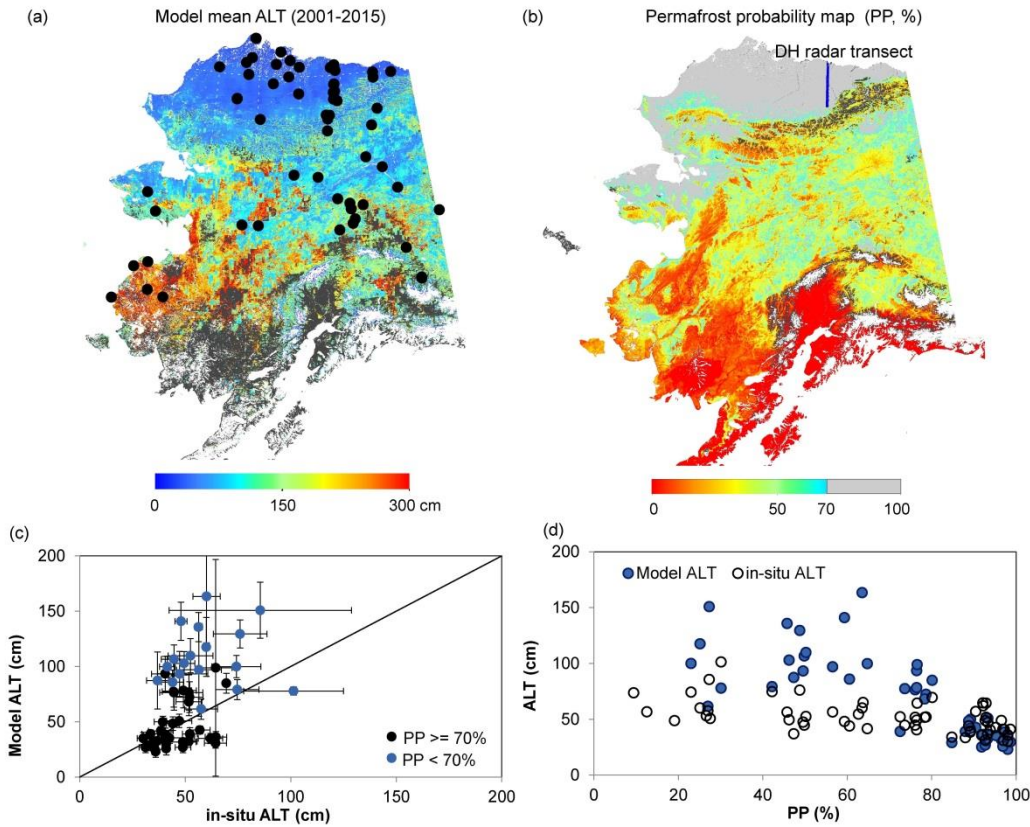 (a)
Model mean ALT (2001-2015)
0
150
300 cm
(b)
Permafrost probability map (PP, %)
DH radar transect
0
50
70
100
(c)
200
150
100
50
0
Model ALT (cm)
PP >= 70%
PP < 70%
0
50
100
150
200
in-situ ALT (cm)
(d)
200
150
100
50
0
ALT (cm)
Model ALT
in-situ ALT
0
20
40
60
80
100
PP (%)